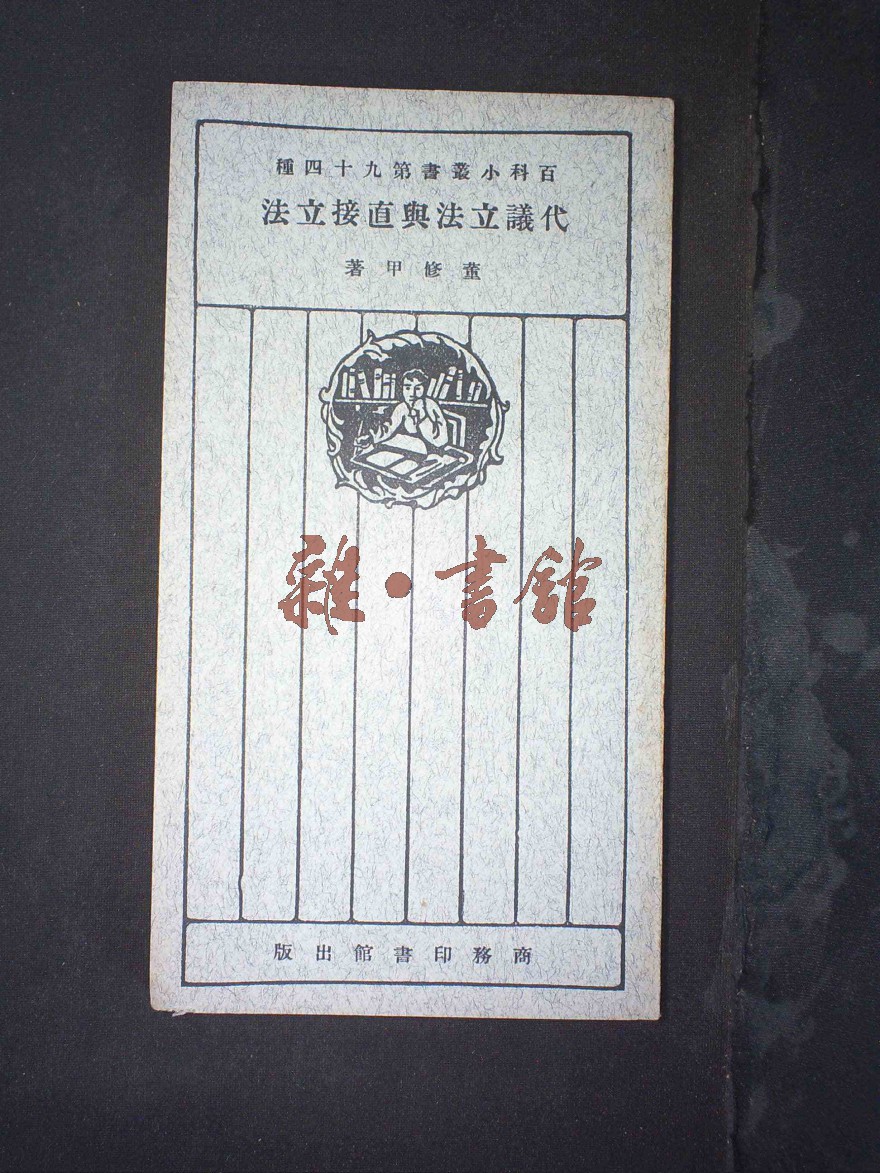 百科小叢書第九十四種
代議立法與直接立法
董修甲著
雜·書館
商務印書館出版